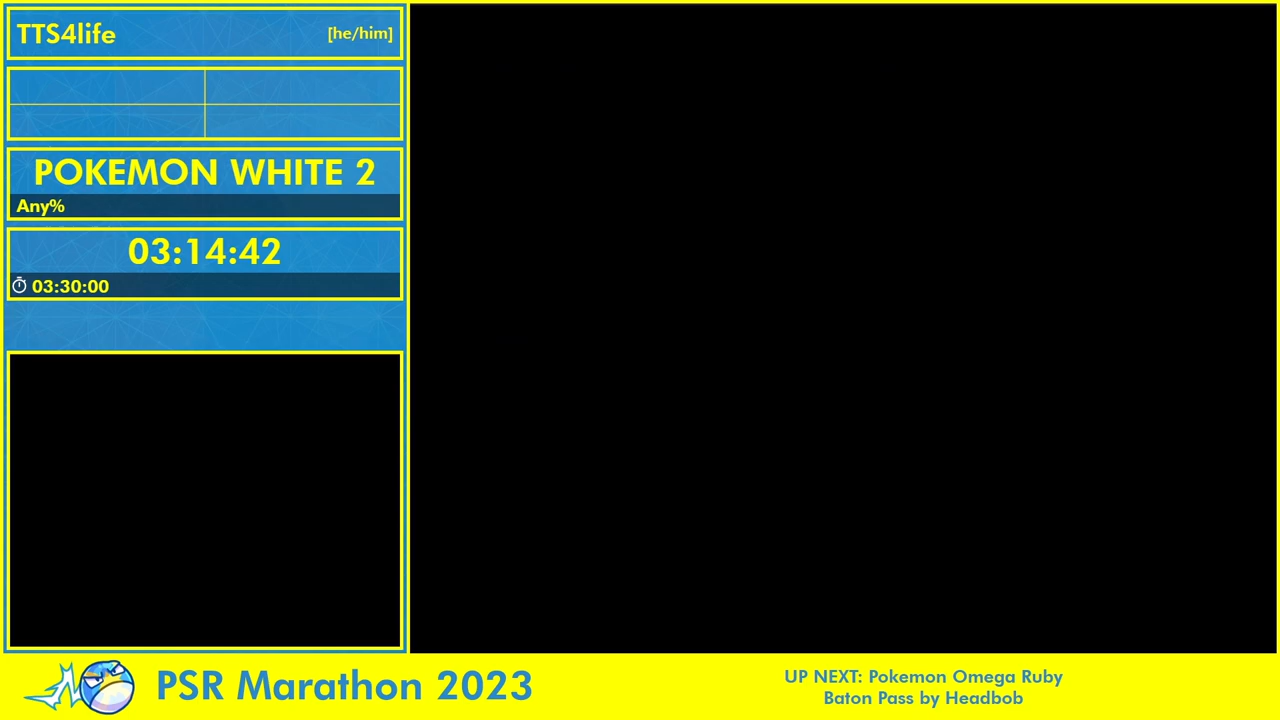 TTS4life
[he/him]
POKEMON WHITE 2
Any%
03:14:42
03:30:00
PSR Marathon 2023
UP NEXT: Pokemon Omega Ruby
Baton Pass by Headbob